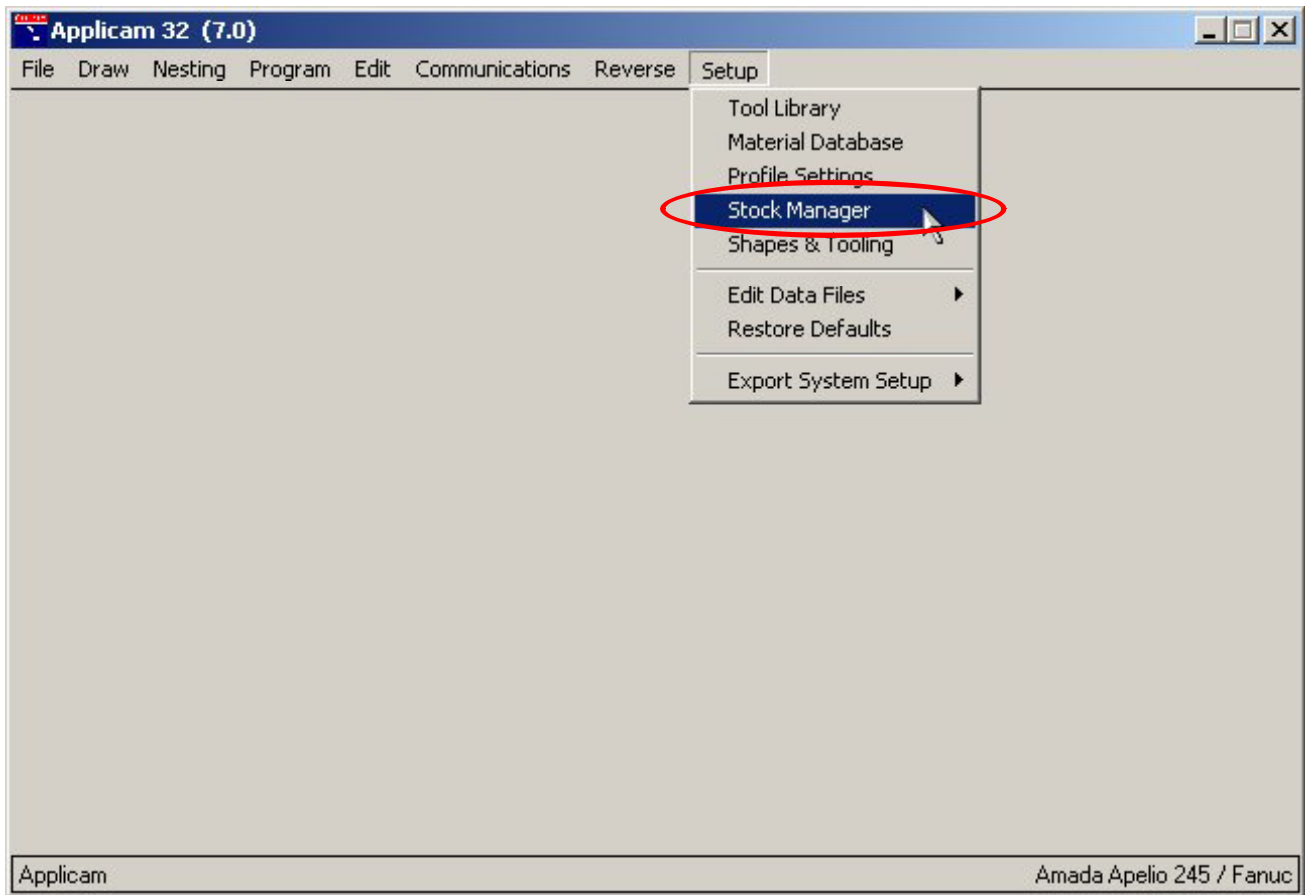 Applicam 32 (7.0)
File Draw Nesting Program Edit Communications Reverse Setup
Tool Library
Material Database
Profile Settings
Stock Manager
Shapes & Tooling
Edit Data Files
Restore Defaults
Export System Setup
Applicam Amada Apelio 245 / Fanuc